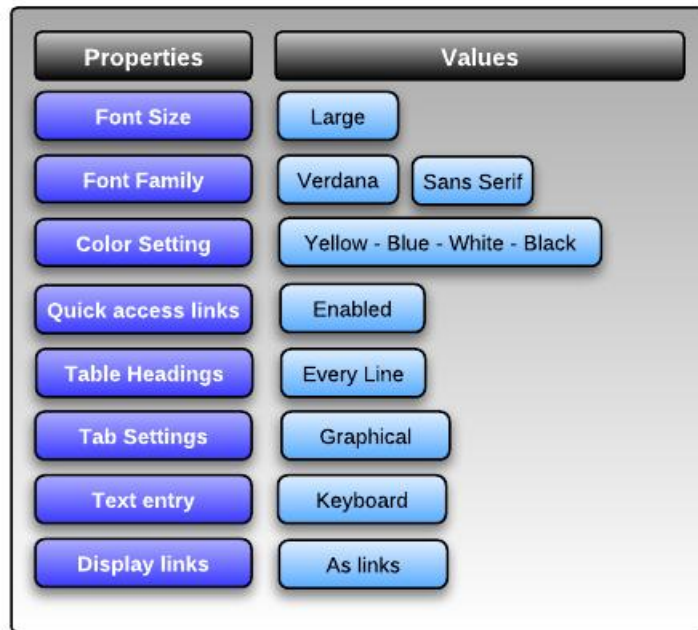 Properties Values
Font Size Large
Font Family Verdana Sans Serif
Color Setting Yellow - Blue - White - Black
Quick access links Enabled
Table Headings Every Line
Tab Settings Graphical
Text entry Keyboard
Display links As links